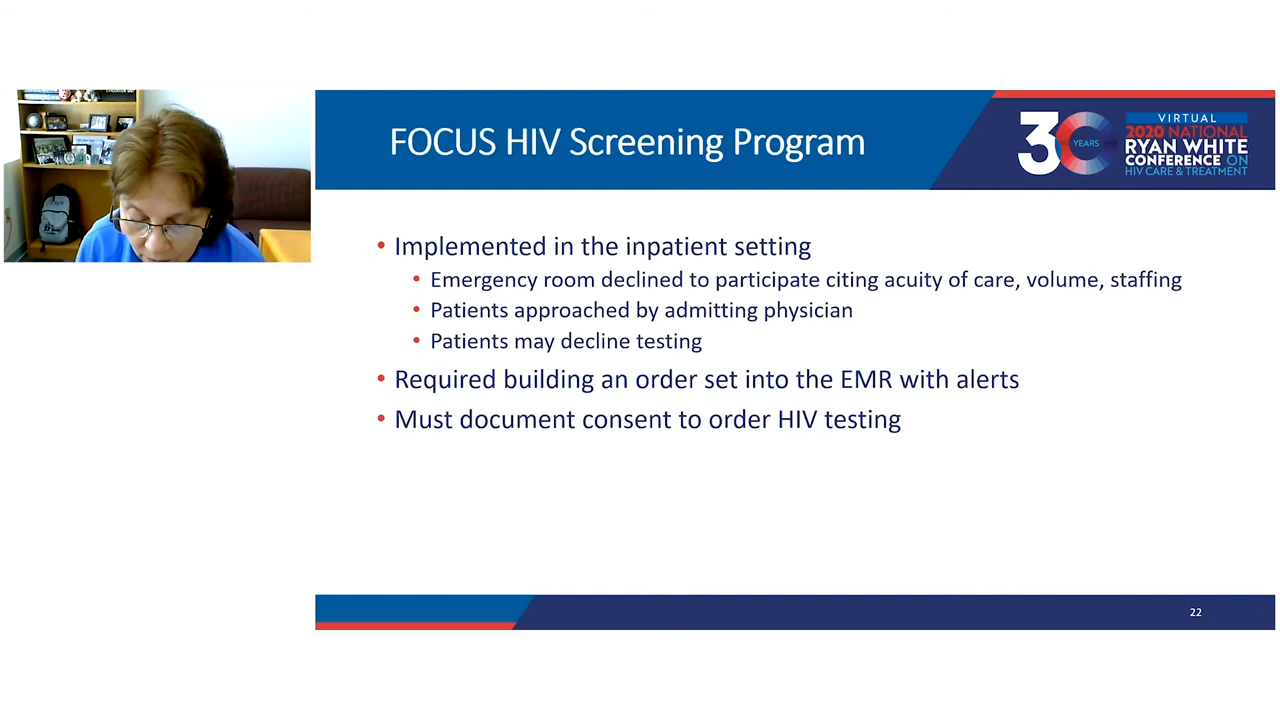 FOCUS HIV Screening Program
30
YEARS
VIRTUAL
2020 NATIONAL
RYAN WHITE
CONFERENCE ON
HIV CARE & TREATMENT
• Implemented in the inpatient setting
• Emergency room declined to participate citing acuity of care, volume, staffing
• Patients approached by admitting physician
• Patients may decline testing
• Required building an order set into the EMR with alerts
• Must document consent to order HIV testing
22